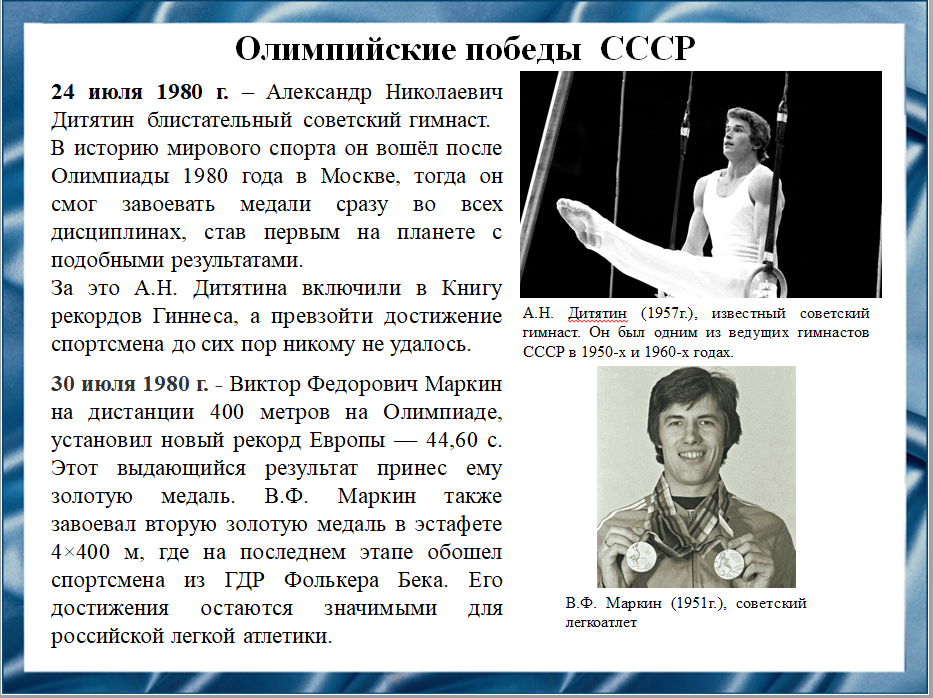 Олимпийские победы СССР
24 июля 1980 г. – Александр Николаевич
Дитятин блистательный советский гимнаст.
В историю мирового спорта он вошёл после
Олимпиады 1980 года в Москве, тогда он
смог завоевать медали сразу во всех
дисциплинах, став первым на планете с
подобными результатами.
За это А.Н. Дитятина включили в Книгу
рекордов Гиннеса, а превзойти достижение
спортсмена до сих пор никому не удалось.
30 июля 1980 г. - Виктор Федорович Маркин
на дистанции 400 метров на Олимпиаде,
установил новый рекорд Европы — 44,60 с.
Этот выдающийся результат принес ему
золотую медаль. В.Ф. Маркин также
завоевал вторую золотую медаль в эстафете
4×400 м, где на последнем этапе обошел
спортсмена из ГДР Фолькера Бека. Его
достижения остаются значимыми для
российской легкой атлетики.
А.Н. Дитятин (1957г.), известный советский
гимнаст. Он был одним из ведущих гимнастов
СССР в 1950-х и 1960-х годах.
В.Ф. Маркин (1951г.), советский
легкоатлет